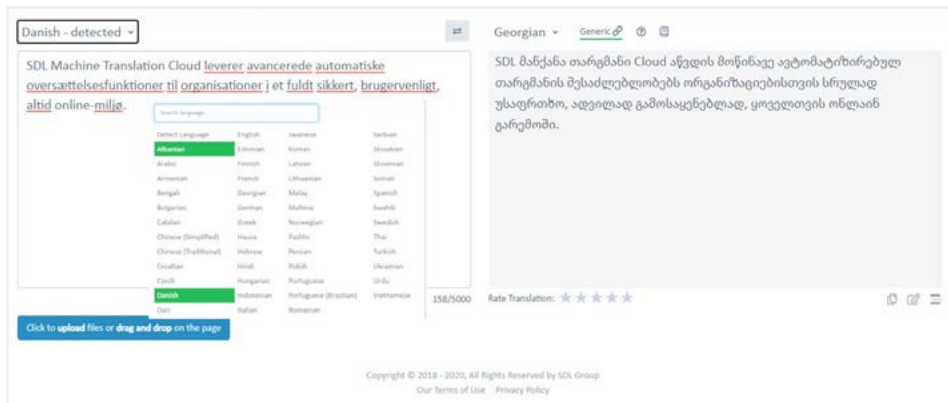 Danish - detected
Georgian
Generic
SDL Machine Translation Cloud leverer avancerede automatiske
oversættelsesfunktioner til organisationer i et fuldt sikkert, brugervenligt,
altid online-miljø.
SDL მანქანა თარგმანი Cloud აწვდის მოწინავე ავტომატიზირებულ
თარგმანის შესაძლებლობებს ორგანიზაციებისთვის სრულად
უსაფრთხო, ადვილად გამოსაყენებლად, ყოველთვის ონლაინ
გარემოში.
Search language...
Detect Language English Japanese Serbian
Albanian Estonian Korean Slovakian
Arabic Finnish Latvian Slovenian
Armenian French Lithuanian Somali
Bengali Georgian Malay Spanish
Bulgarian German Maltese Swahili
Catalan Greek Norwegian Swedish
Chinese (Simplified) Hausa Pashto Thai
Chinese (Traditional) Hebrew Persian Turkish
Croatian Hindi Polish Ukrainian
Czech Hungarian Portuguese Urdu
Danish Indonesian Portuguese (Brazilian) Vietnamese
Dari Italian Romanian
158/5000
Rate Translation:
Click to upload files or drag and drop on the page
Copyright © 2018 - 2020, All Rights Reserved by SDL Group
Our Terms of Use Privacy Policy